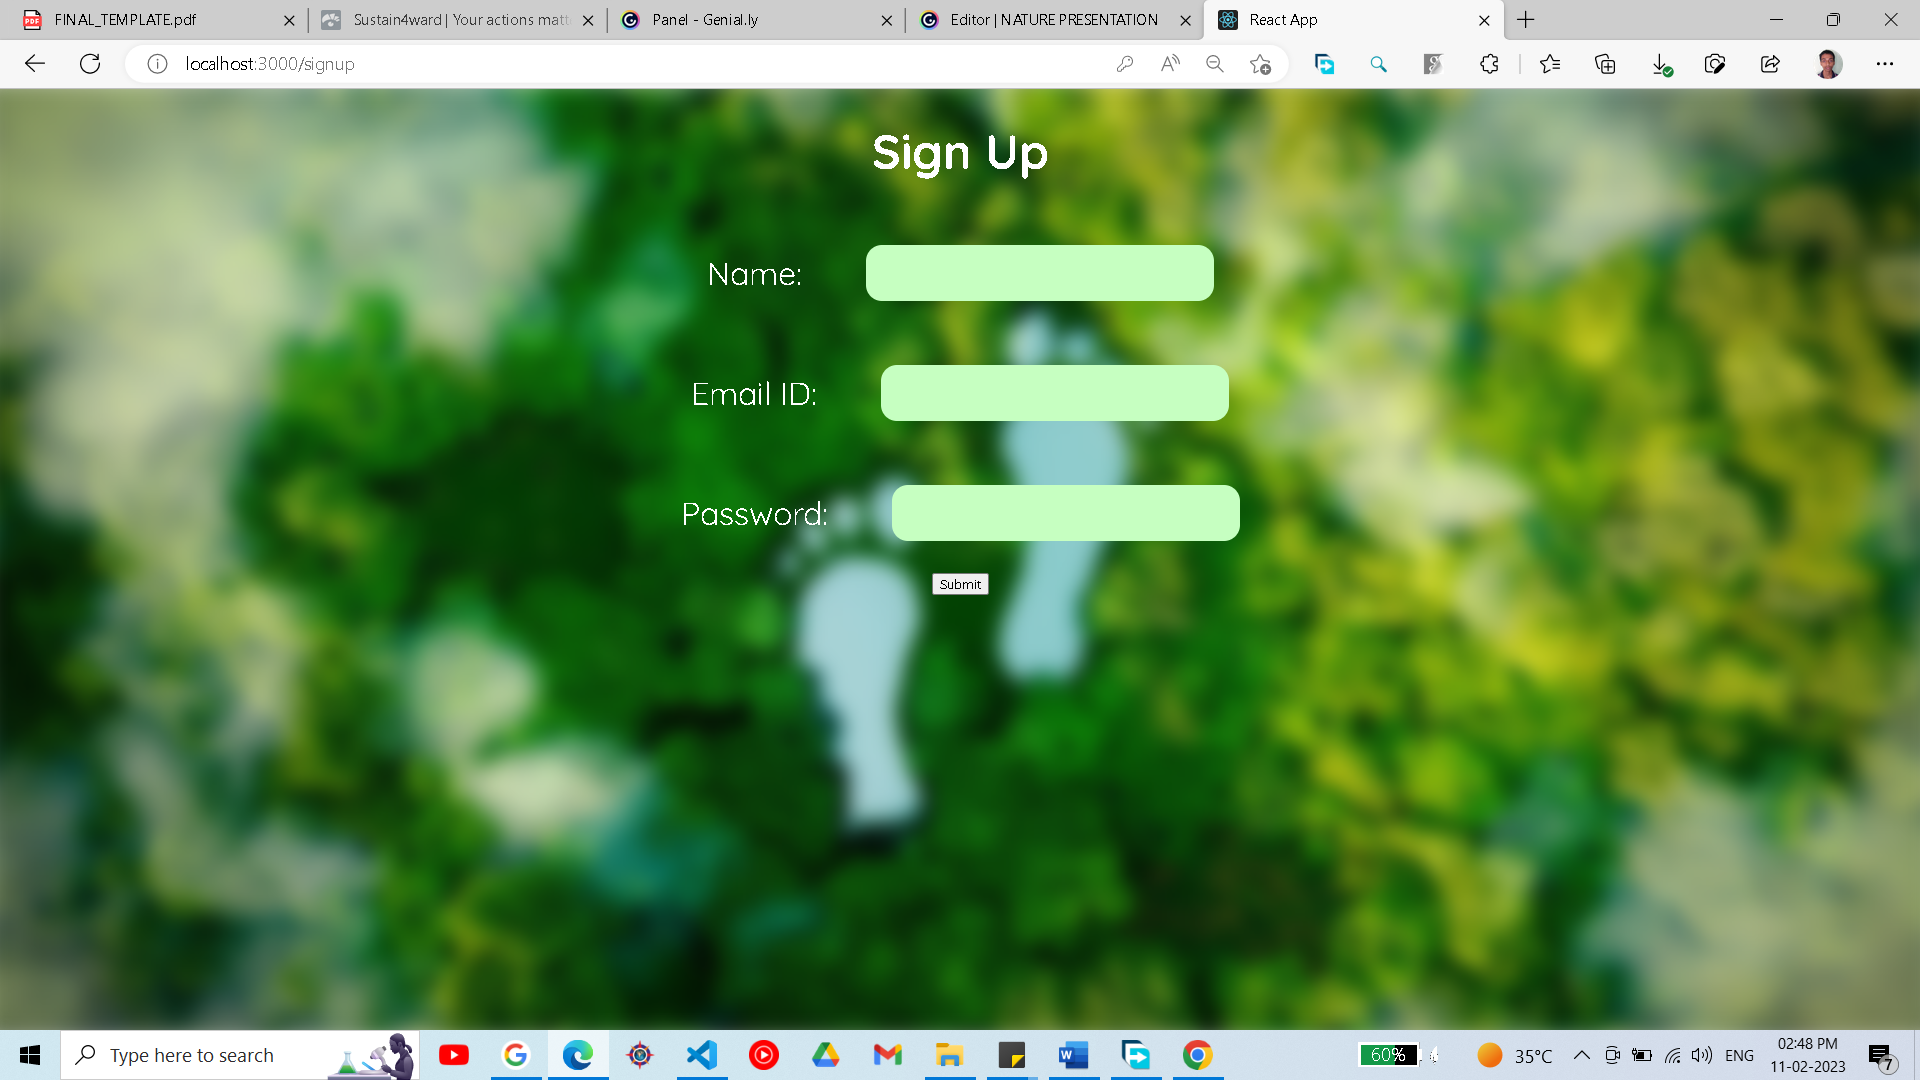 FINAL_TEMPLATE.pdf
Sustain4ward | Your actions matt
Panel - Genial.ly
Editor | NATURE PRESENTATION
React App
localhost:3000/signup
Sign Up
Name:
Email ID:
Password:
Submit
Type here to search
60%
35°C
ENG
02:48 PM
11-02-2023
7